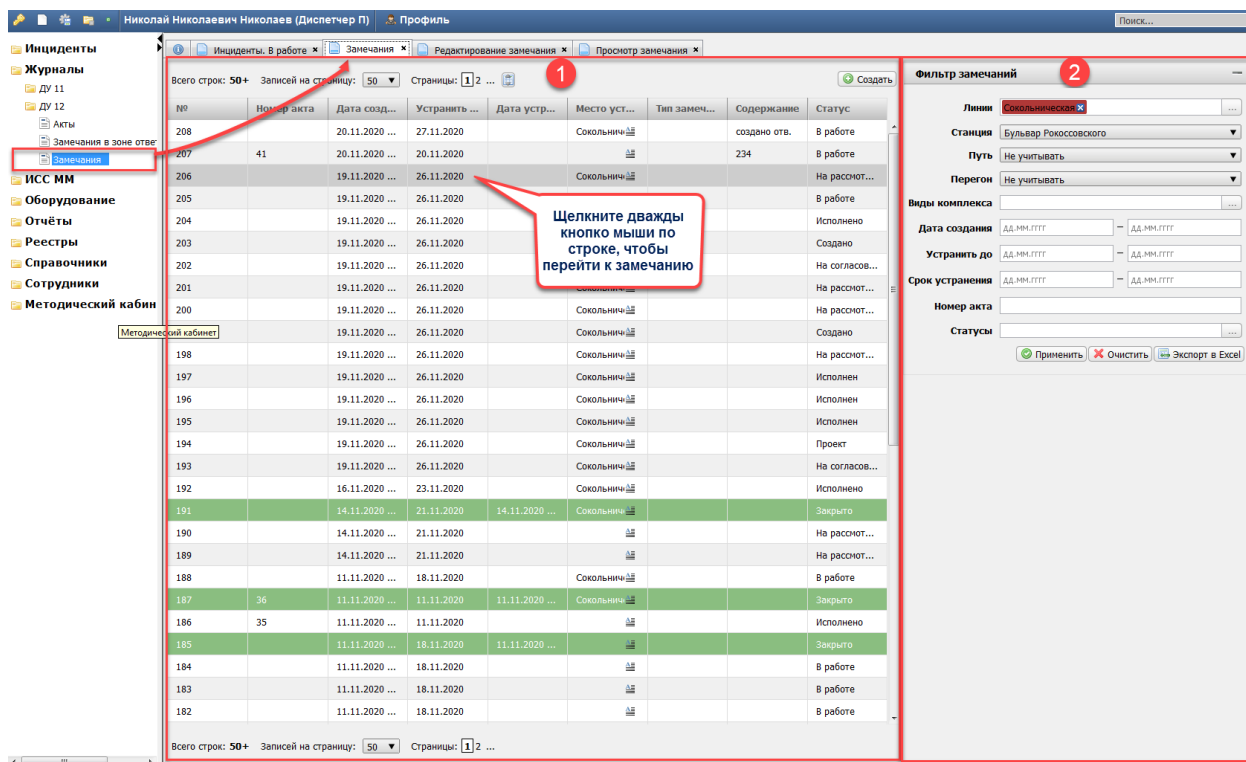 Николай Николаевич Николаев (Диспетчер П) Профиль Поиск...
Инциденты
Журналы
ДУ 11
ДУ 12
Акты
Замечания в зоне отве
Замечания
ИСС ММ
Оборудование
Отчёты
Реестры
Справочники
Сотрудники
Методический кабин
Методический кабинет
Инциденты. В работе × Замечания × Редактирование замечания × Просмотр замечания ×
Всего строк: 50+ Записей на страницу: 50 ▼ Страницы: 1 2 ... 1 Создать
№ Номер акта Дата созд... Устранить ... Дата устр... Место уст... Тип замеч... Содержание Статус
208 20.11.2020 ... 27.11.2020 Сокольнич создано отв. В работе
207 41 20.11.2020 ... 20.11.2020 234 В работе
206 19.11.2020 ... 26.11.2020 Сокольнич На рассмот...
205 19.11.2020 ... 26.11.2020 В работе
204 19.11.2020 ... 26.11.2020 Исполнено
203 19.11.2020 ... 26.11.2020 Создано
202 19.11.2020 ... 26.11.2020 На согласов...
201 19.11.2020 ... 26.11.2020 Сокольнич На рассмот...
200 19.11.2020 ... 26.11.2020 Сокольнич На рассмот...
19.11.2020 ... 26.11.2020 Сокольнич Создано
198 19.11.2020 ... 26.11.2020 Сокольнич На рассмот...
197 19.11.2020 ... 26.11.2020 Сокольнич Исполнен
196 19.11.2020 ... 26.11.2020 Сокольнич Исполнен
195 19.11.2020 ... 26.11.2020 Сокольнич Исполнен
194 19.11.2020 ... 26.11.2020 Сокольнич Проект
193 19.11.2020 ... 26.11.2020 Сокольнич На согласов...
192 16.11.2020 ... 23.11.2020 Сокольнич Исполнено
191 14.11.2020 ... 21.11.2020 14.11.2020 ... Сокольнич Закрыто
190 14.11.2020 ... 21.11.2020 На рассмот...
189 14.11.2020 ... 21.11.2020 На рассмот...
188 11.11.2020 ... 18.11.2020 Сокольнич В работе
187 36 11.11.2020 ... 11.11.2020 11.11.2020 ... Сокольнич Закрыто
186 35 11.11.2020 ... 11.11.2020 Исполнено
185 11.11.2020 ... 18.11.2020 11.11.2020 ... Закрыто
184 11.11.2020 ... 18.11.2020 В работе
183 11.11.2020 ... 18.11.2020 В работе
182 11.11.2020 ... 18.11.2020 В работе
Всего строк: 50+ Записей на страницу: 50 ▼ Страницы: 1 2 ...
Щелкните дважды
кнопко мыши по
строке, чтобы
перейти к замечанию
Фильтр замечаний 2 —
Линии Сокольническая × ...
Станция Бульвар Рокоссовского ▼
Путь Не учитывать ▼
Перегон Не учитывать ▼
Виды комплекса ...
Дата создания дд.мм.гггг – дд.мм.гггг
Устранить до дд.мм.гггг – дд.мм.гггг
Срок устранения дд.мм.гггг – дд.мм.гггг
Номер акта
Статусы ...
Применить Очистить Экспорт в Excel